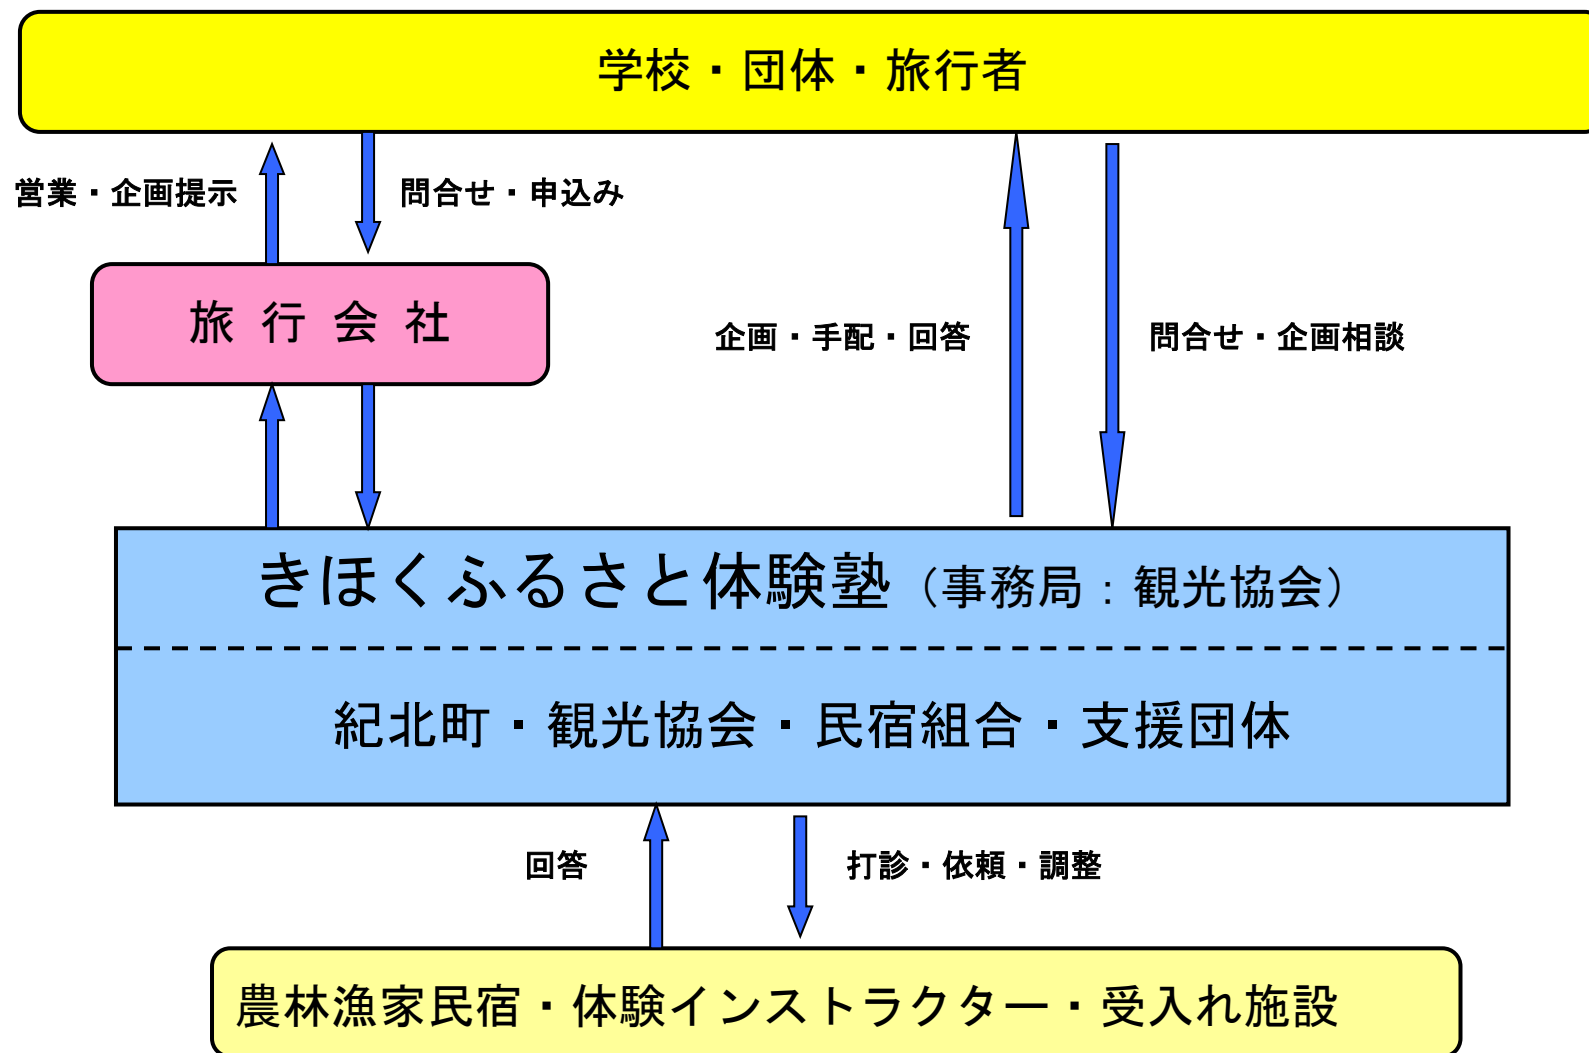 学校・団体・旅行者
営業・企画提示
問合せ・申込み
旅行会社
企画・手配・回答
問合せ・企画相談
きほくふるさと体験塾（事務局：観光協会）
紀北町・観光協会・民宿組合・支援団体
回答
打診・依頼・調整
農林漁家民宿・体験インストラクター・受入れ施設